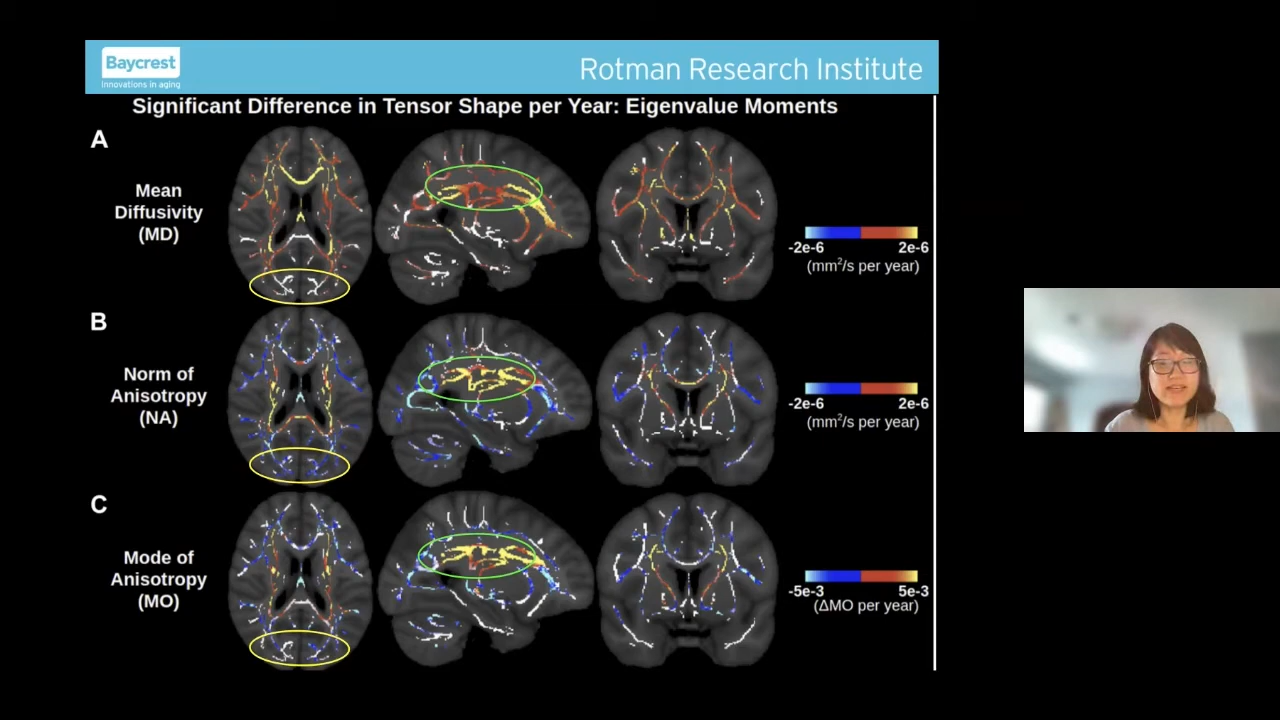 Baycrest
Innovations in aging
Rotman Research Institute
Significant Difference in Tensor Shape per Year: Eigenvalue Moments
A
Mean
Diffusivity
(MD)
-2e-6 2e-6
(mm²/s per year)
B
Norm of
Anisotropy
(NA)
-2e-6 2e-6
(mm²/s per year)
C
Mode of
Anisotropy
(MO)
-5e-3 5e-3
(ΔMO per year)